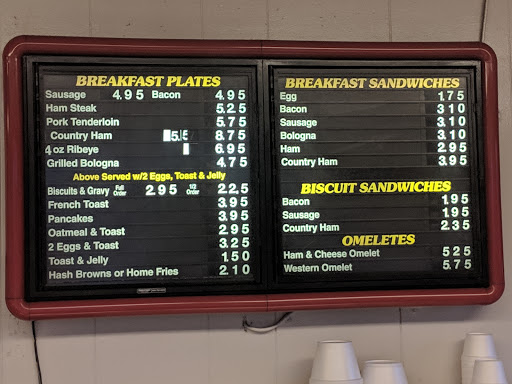 BREAKFAST PLATES
Sausage 4.95 Bacon 4.95
Ham Steak 5.25
Pork Tenderloin 5.75
Country Ham 8.75
4 oz Ribeye 6.95
Grilled Bologna 4.75
Above Served w/2 Eggs, Toast & Jelly
Biscuits & Gravy Full Order 2.95 1/2 Order 2.25
French Toast 3.95
Pancakes 3.95
Oatmeal & Toast 2.95
2 Eggs & Toast 3.25
Toast & Jelly 1.50
Hash Browns or Home Fries 2.10
BREAKFAST SANDWICHES
Egg 1.75
Bacon 3.10
Sausage 3.10
Bologna 3.10
Ham 2.95
Country Ham 3.95
BISCUIT SANDWICHES
Bacon 1.95
Sausage 1.95
Country Ham 2.35
OMELETES
Ham & Cheese Omelet 5.25
Western Omelet 5.75